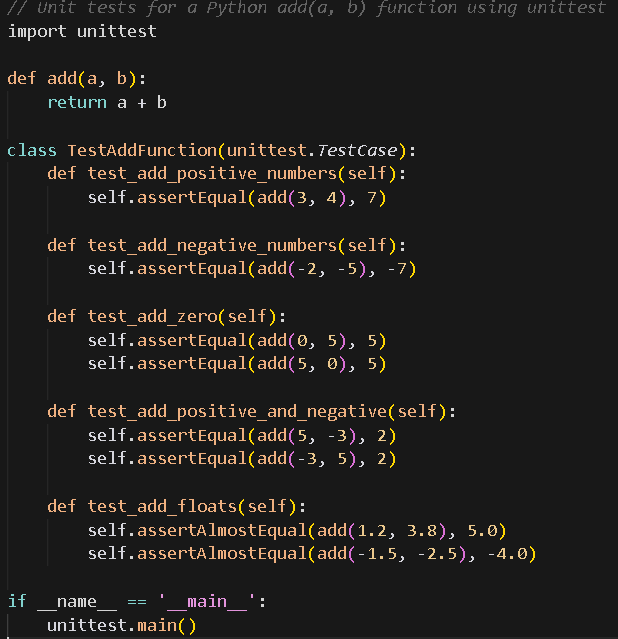 // Unit tests for a Python add(a, b) function using unittest
import unittest

def add(a, b):
    return a + b

class TestAddFunction(unittest.TestCase):
    def test_add_positive_numbers(self):
        self.assertEqual(add(3, 4), 7)

    def test_add_negative_numbers(self):
        self.assertEqual(add(-2, -5), -7)

    def test_add_zero(self):
        self.assertEqual(add(0, 5), 5)
        self.assertEqual(add(5, 0), 5)

    def test_add_positive_and_negative(self):
        self.assertEqual(add(5, -3), 2)
        self.assertEqual(add(-3, 5), 2)

    def test_add_floats(self):
        self.assertAlmostEqual(add(1.2, 3.8), 5.0)
        self.assertAlmostEqual(add(-1.5, -2.5), -4.0)

if __name__ == '__main__':
    unittest.main()